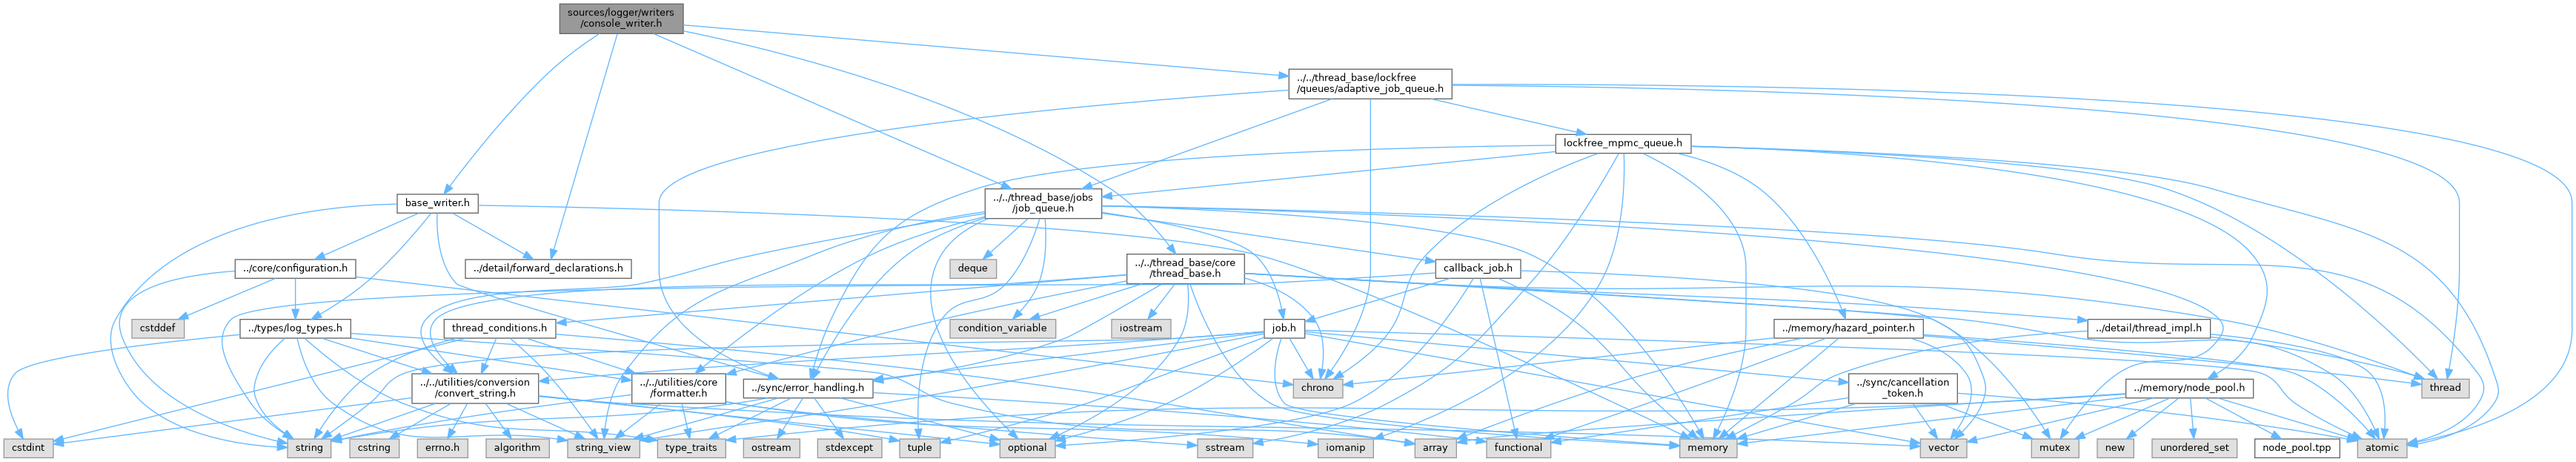 sources/logger/writers
/console_writer.h
../../thread_base/lockfree
/queues/adaptive_job_queue.h
lockfree_mpmc_queue.h
base_writer.h
../../thread_base/jobs
/job_queue.h
../core/configuration.h
../detail/forward_declarations.h
deque
../../thread_base/core
/thread_base.h
callback_job.h
cstddef
../types/log_types.h
thread_conditions.h
condition_variable
iostream
job.h
../memory/hazard_pointer.h
../detail/thread_impl.h
../../utilities/conversion
/convert_string.h
../../utilities/core
/formatter.h
../sync/error_handling.h
chrono
../sync/cancellation
_token.h
../memory/node_pool.h
thread
cstdint
string
cstring
errno.h
algorithm
string_view
type_traits
ostream
stdexcept
tuple
optional
sstream
iomanip
array
functional
memory
vector
mutex
new
unordered_set
node_pool.tpp
atomic